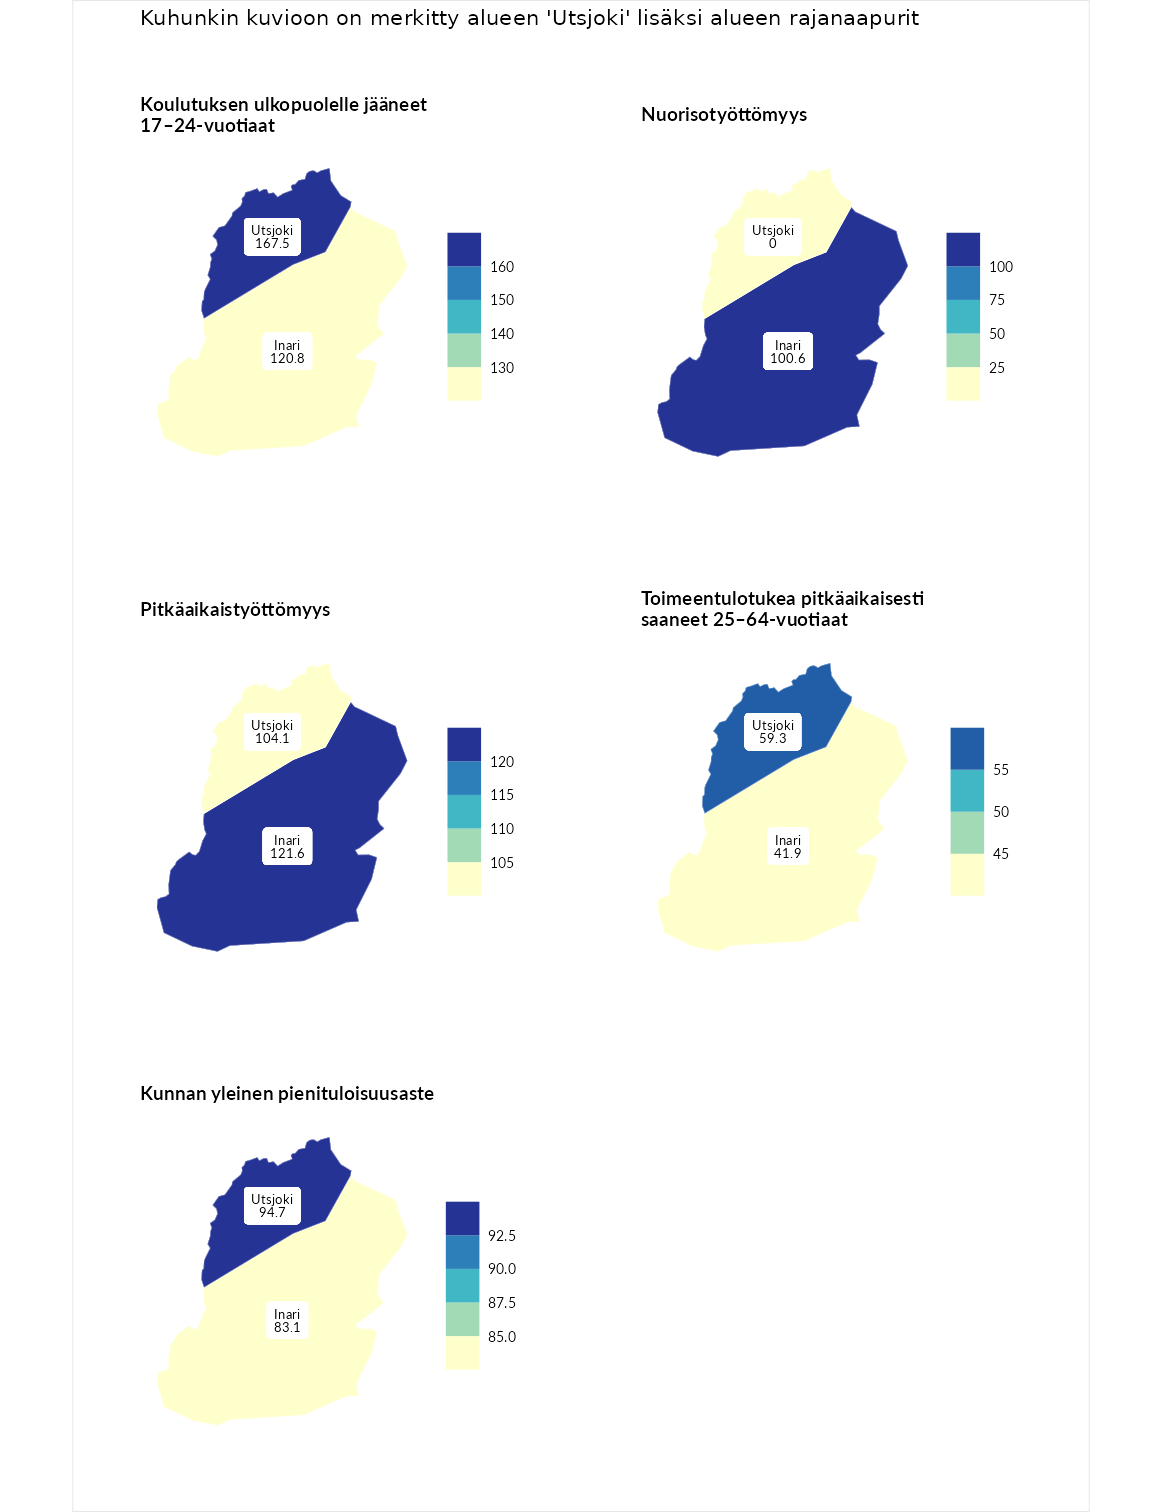 Kuhunkin kuvioon on merkitty alueen 'Utsjoki' lisäksi alueen rajanaapurit
Koulutuksen ulkopuolelle jääneet
17–24-vuotiaat
Utsjoki
167.5
Inari
120.8
160
150
140
130
Nuorisotyöttömyys
Utsjoki
0
Inari
100.6
100
75
50
25
Pitkäaikaistyöttömyys
Utsjoki
104.1
Inari
121.6
120
115
110
105
Toimeentulotukea pitkäaikaisesti
saaneet 25–64-vuotiaat
Utsjoki
59.3
Inari
41.9
55
50
45
Kunnan yleinen pienituloisuusaste
Utsjoki
94.7
Inari
83.1
92.5
90.0
87.5
85.0